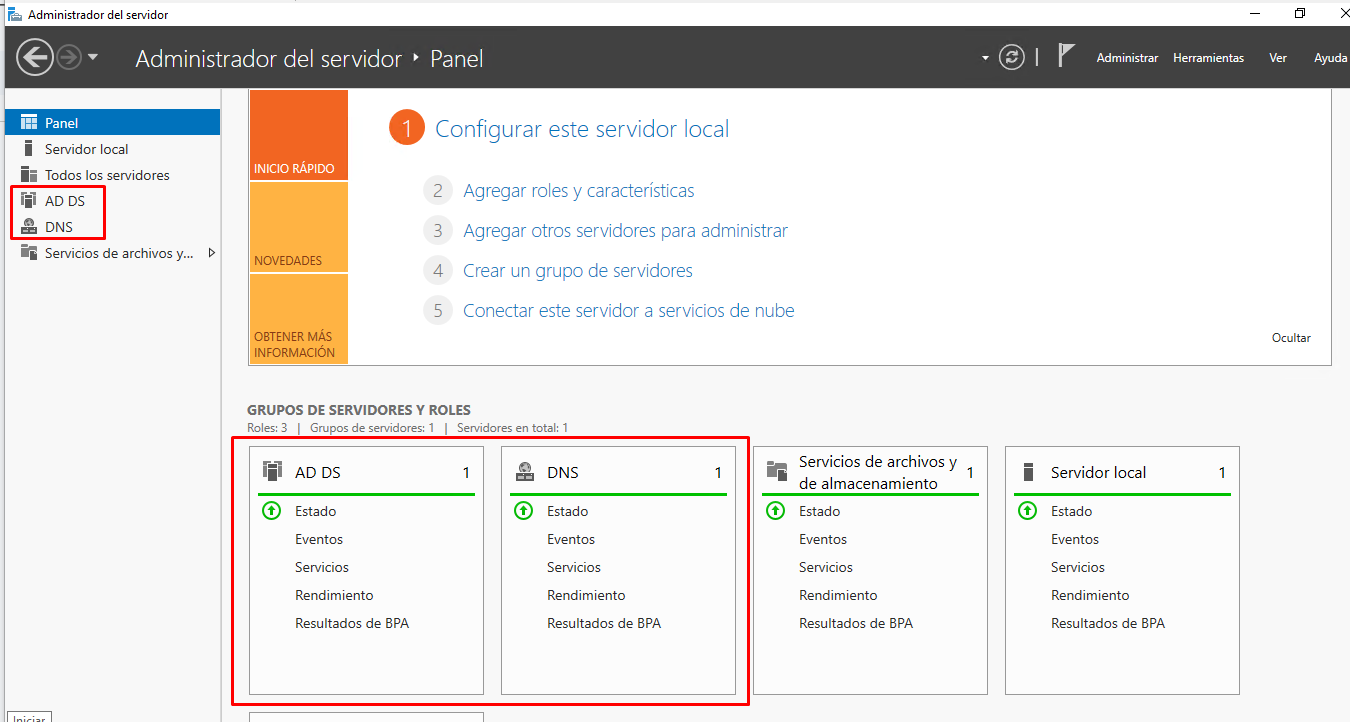 Administrador del servidor
Administrador del servidor ‣ Panel
Administrar Herramientas Ver Ayuda
Panel
Servidor local
Todos los servidores
AD DS
DNS
Servicios de archivos y...
INICIO RÁPIDO
NOVEDADES
OBTENER MÁS
INFORMACIÓN
1 Configurar este servidor local
2 Agregar roles y características
3 Agregar otros servidores para administrar
4 Crear un grupo de servidores
5 Conectar este servidor a servicios de nube
Ocultar
GRUPOS DE SERVIDORES Y ROLES
Roles: 3 | Grupos de servidores: 1 | Servidores en total: 1
AD DS 1
Estado
Eventos
Servicios
Rendimiento
Resultados de BPA
DNS 1
Estado
Eventos
Servicios
Rendimiento
Resultados de BPA
Servicios de archivos y
de almacenamiento 1
Estado
Eventos
Servicios
Rendimiento
Resultados de BPA
Servidor local 1
Estado
Eventos
Servicios
Rendimiento
Resultados de BPA
Iniciar